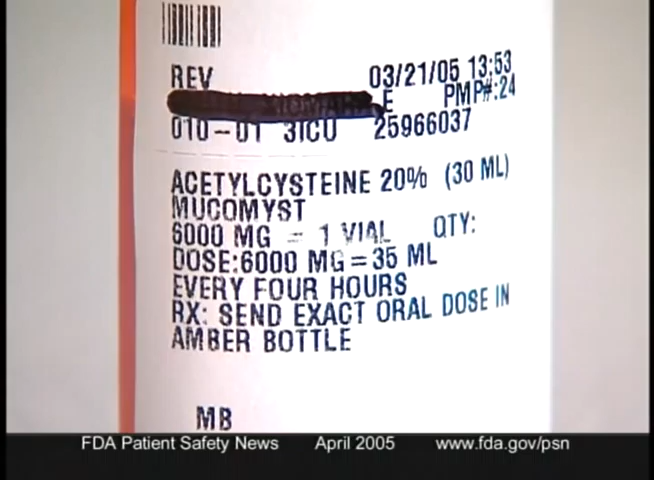 REV 03/21/05 13:53
E PMP#:24
010-01 3ICU 25966037
ACETYLCYSTEINE 20% (30 ML)
MUCOMYST
6000 MG = 1 VIAL QTY:
DOSE:6000 MG=35 ML
EVERY FOUR HOURS
RX: SEND EXACT ORAL DOSE IN
AMBER BOTTLE
MB
FDA Patient Safety News April 2005 www.fda.gov/psn